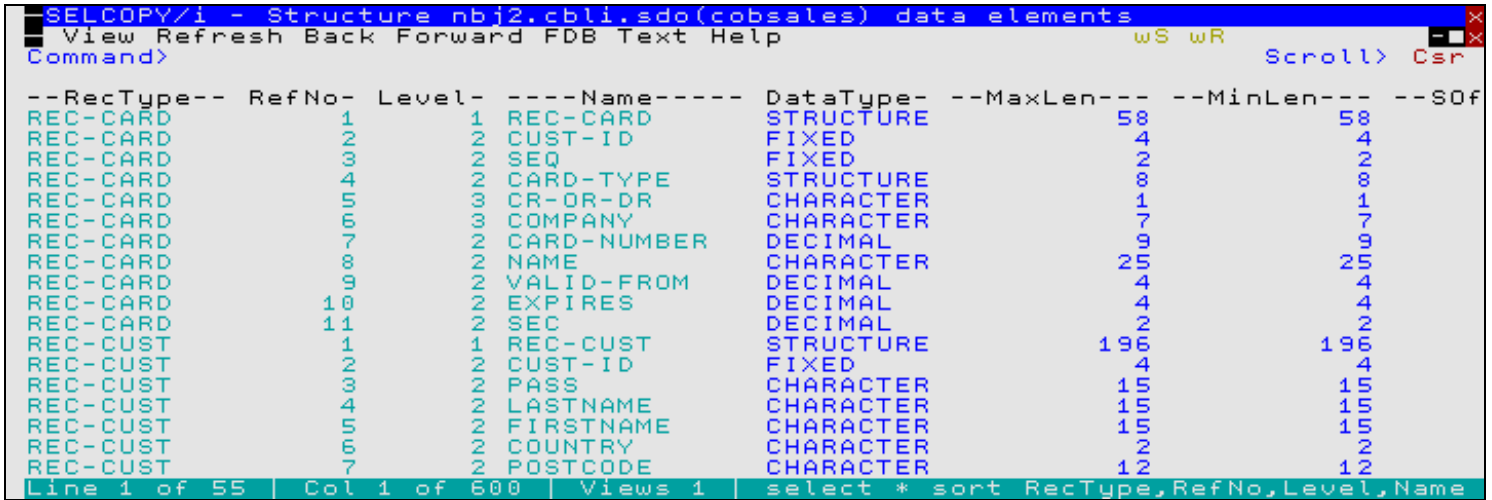 SELCOPY/i - Structure nbj2.cbli.sdo(cobsales) data elements
View Refresh Back Forward FDB Text Help wS wR
Command> Scroll> Csr
--RecType-- RefNo- Level- ----Name----- DataType- --MaxLen--- --MinLen--- --SOf
REC-CARD 1 1 REC-CARD STRUCTURE 58 58
REC-CARD 2 2 CUST-ID FIXED 4 4
REC-CARD 3 2 SEQ FIXED 2 2
REC-CARD 4 2 CARD-TYPE STRUCTURE 8 8
REC-CARD 5 3 CR-OR-DR CHARACTER 1 1
REC-CARD 6 3 COMPANY CHARACTER 7 7
REC-CARD 7 2 CARD-NUMBER DECIMAL 9 9
REC-CARD 8 2 NAME CHARACTER 25 25
REC-CARD 9 2 VALID-FROM DECIMAL 4 4
REC-CARD 10 2 EXPIRES DECIMAL 4 4
REC-CARD 11 2 SEC DECIMAL 2 2
REC-CUST 1 1 REC-CUST STRUCTURE 196 196
REC-CUST 2 2 CUST-ID FIXED 4 4
REC-CUST 3 2 PASS CHARACTER 15 15
REC-CUST 4 2 LASTNAME CHARACTER 15 15
REC-CUST 5 2 FIRSTNAME CHARACTER 15 15
REC-CUST 6 2 COUNTRY CHARACTER 2 2
REC-CUST 7 2 POSTCODE CHARACTER 12 12
Line 1 of 55 | Col 1 of 600 | Views 1 | select * sort RecType,RefNo,Level,Name